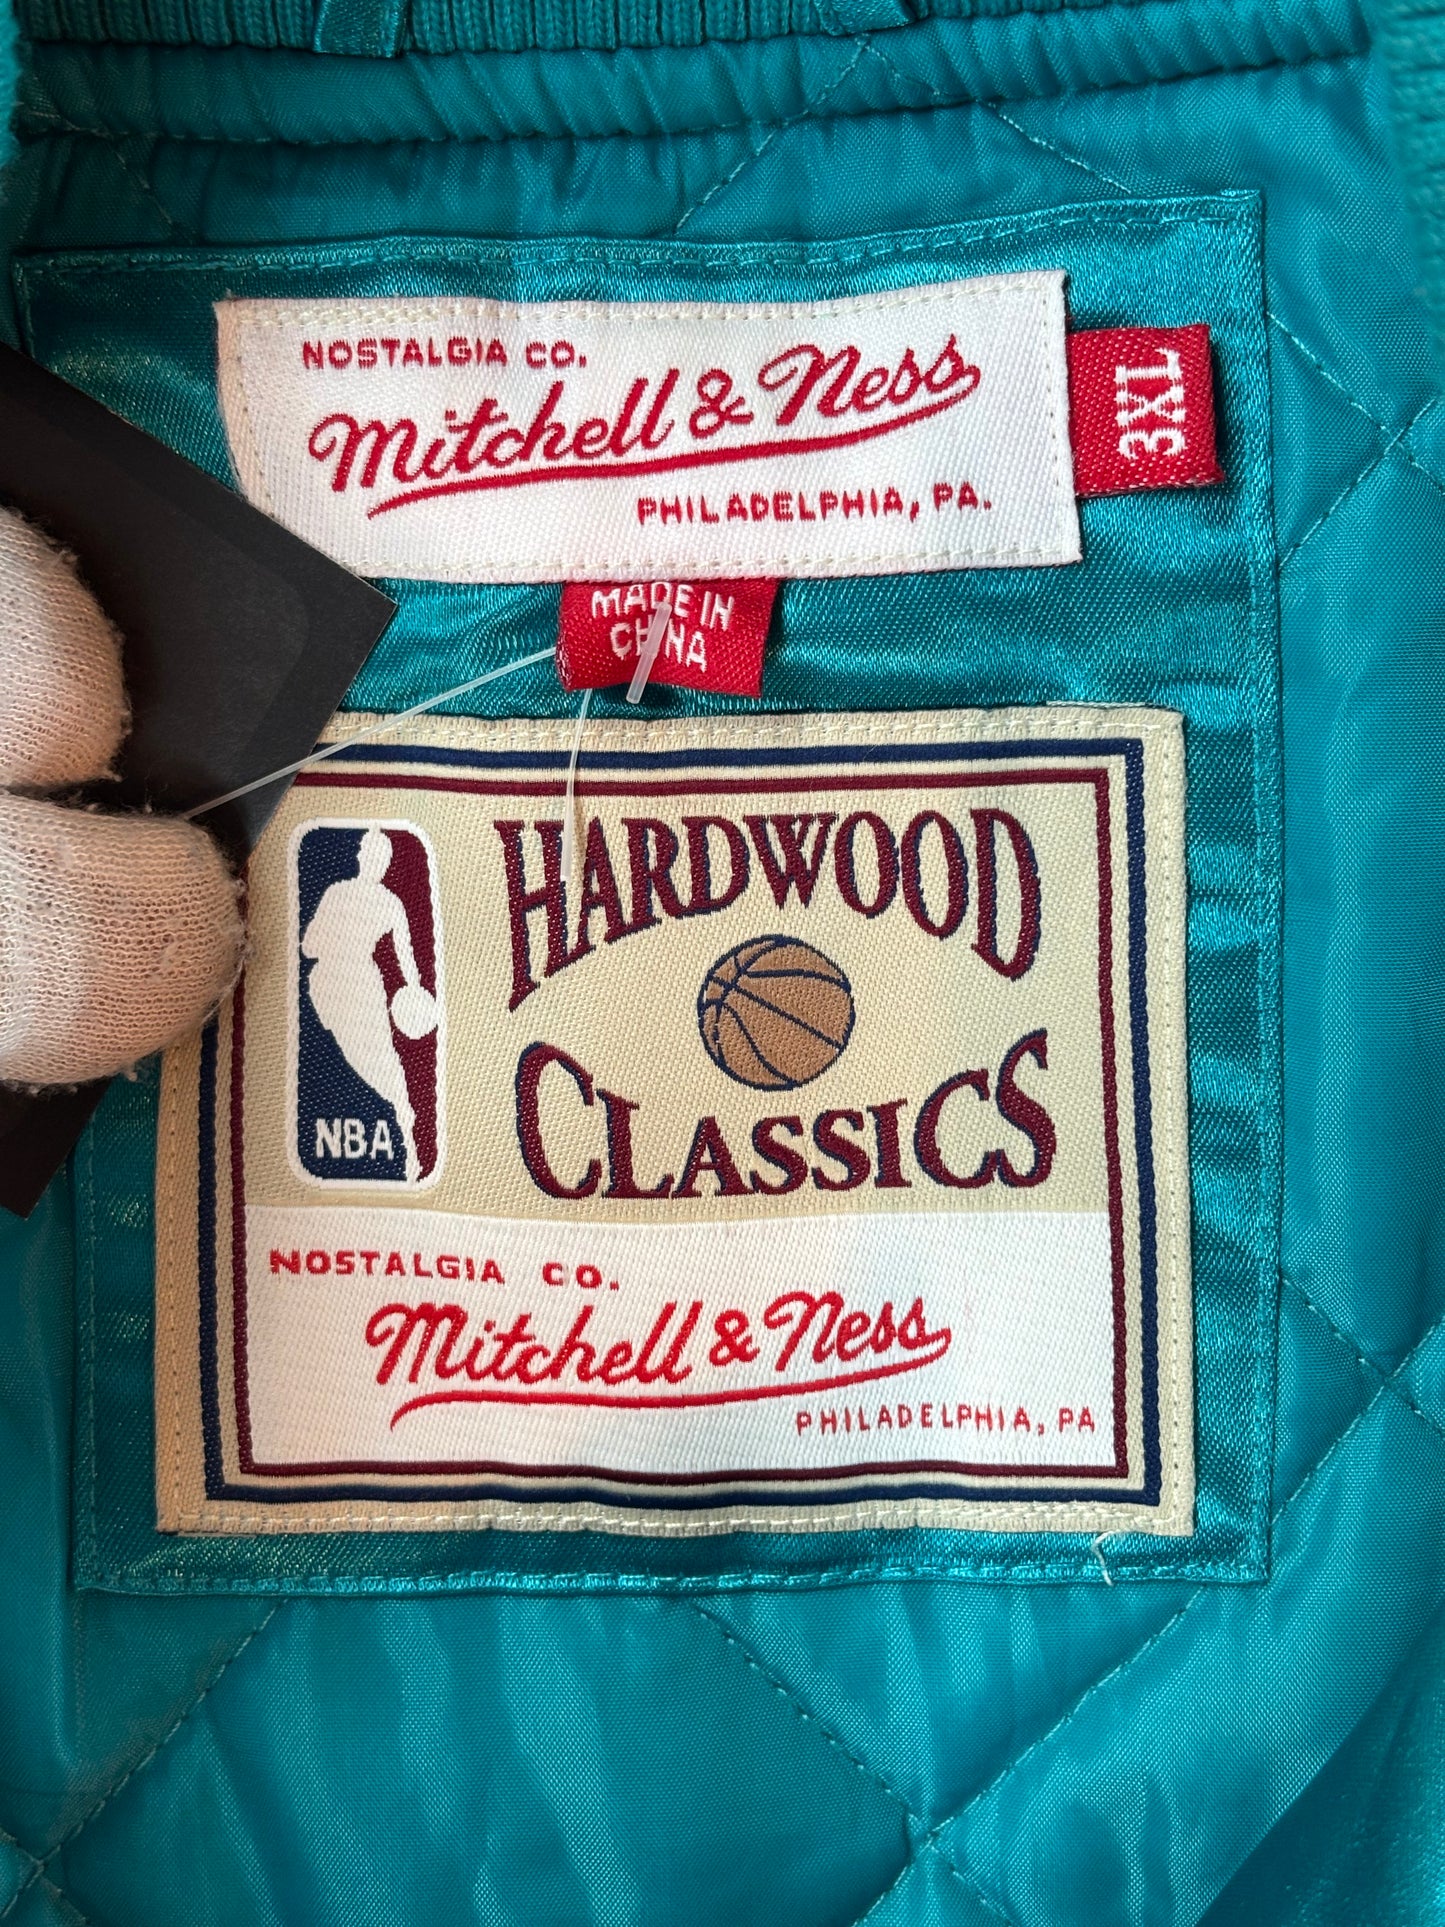 NOSTALGIA CO.
Mitchell & Ness
PHILADELPHIA, PA.
3XL
MADE IN
CHINA
HARDWOOD
CLASSICS
NBA
NOSTALGIA CO.
Mitchell & Ness
PHILADELPHIA, PA